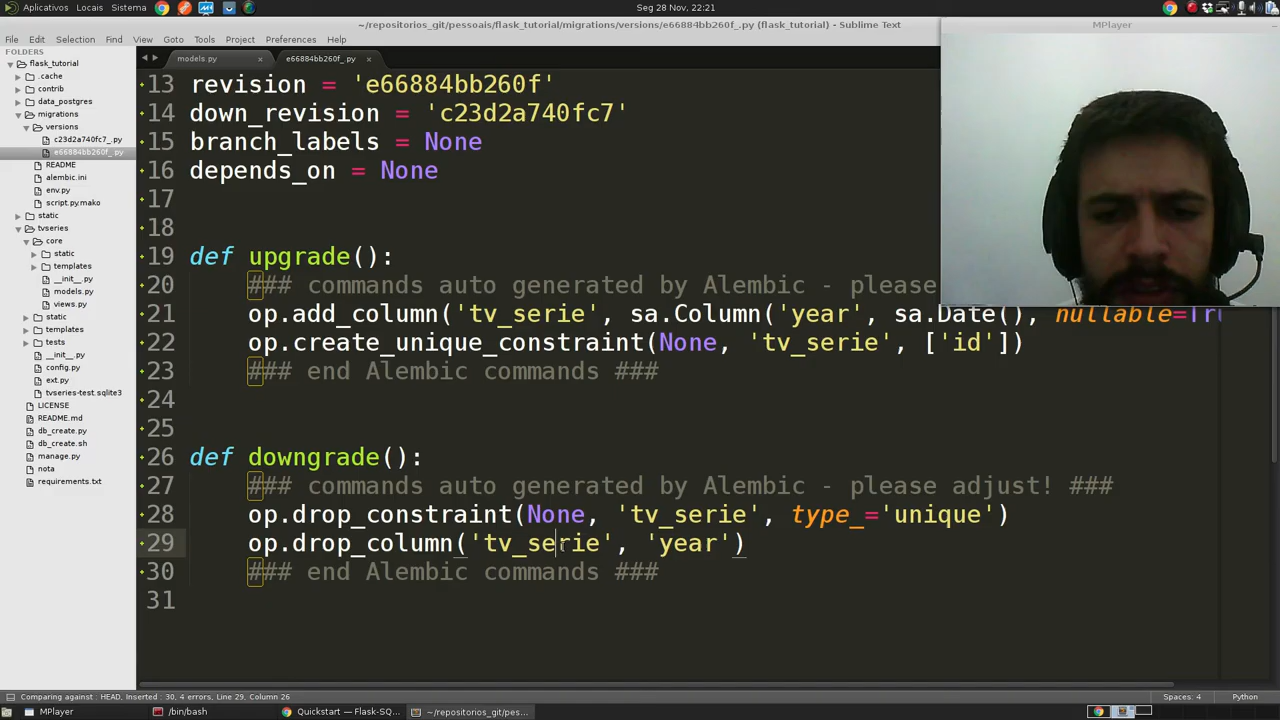 Aplicativos Locais Sistema Seg 28 Nov, 22:21
~/repositorios_git/pessoais/flask_tutorial/migrations/versions/e66884bb260f_.py (flask_tutorial) - Sublime Text
MPlayer
File Edit Selection Find View Goto Tools Project Preferences Help
FOLDERS
flask_tutorial
.cache
contrib
data_postgres
migrations
versions
c23d2a740fc7_.py
e66884bb260f_.py
README
alembic.ini
env.py
script.py.mako
static
tvseries
core
static
templates
__init__.py
models.py
views.py
static
templates
tests
__init__.py
config.py
ext.py
tvseries-test.sqlite3
LICENSE
README.md
db_create.py
db_create.sh
manage.py
nota
requirements.txt
models.py × e66884bb260f_.py ×
13 revision = 'e66884bb260f'
14 down_revision = 'c23d2a740fc7'
15 branch_labels = None
16 depends_on = None
17
18
19 def upgrade():
20 ### commands auto generated by Alembic - please
21 op.add_column('tv_serie', sa.Column('year', sa.Date(), nullable=Tru
22 op.create_unique_constraint(None, 'tv_serie', ['id'])
23 ### end Alembic commands ###
24
25
26 def downgrade():
27 ### commands auto generated by Alembic - please adjust! ###
28 op.drop_constraint(None, 'tv_serie', type_='unique')
29 op.drop_column('tv_serie', 'year')
30 ### end Alembic commands ###
31
Comparing against: HEAD, Inserted : 30, 4 errors, Line 29, Column 26 Spaces: 4 Python
MPlayer /bin/bash Quickstart — Flask-SQ... ~/repositorios_git/pes...